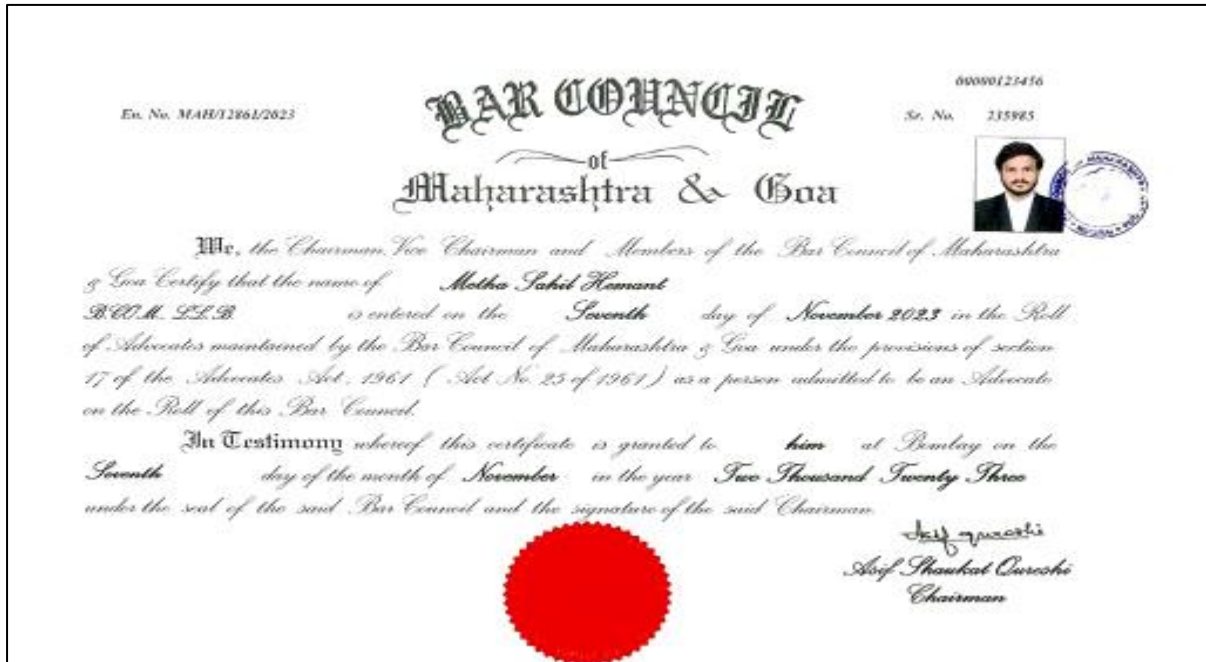 00000123456
En. No. MAH/12861/2023
Sr. No. 235985
BAR COUNCIL
of
Maharashtra & Goa
We, the Chairman, Vice Chairman and Members of the Bar Council of Maharashtra
& Goa Certify that the name of Metha Sahil Hemant
B.COM. LL.B. is entered on the Seventh day of November 2023 in the Roll
of Advocates maintained by the Bar Council of Maharashtra & Goa under the provisions of section
17 of the Advocates Act, 1961 ( Act No. 25 of 1961 ) as a person admitted to be an Advocate
on the Roll of this Bar Council.
In Testimony whereof this certificate is granted to him at Bombay on the
Seventh day of the month of November in the year Two Thousand Twenty Three
under the seal of the said Bar Council and the signature of the said Chairman.
Asif Qureshi
Asif Shaukat Qureshi
Chairman